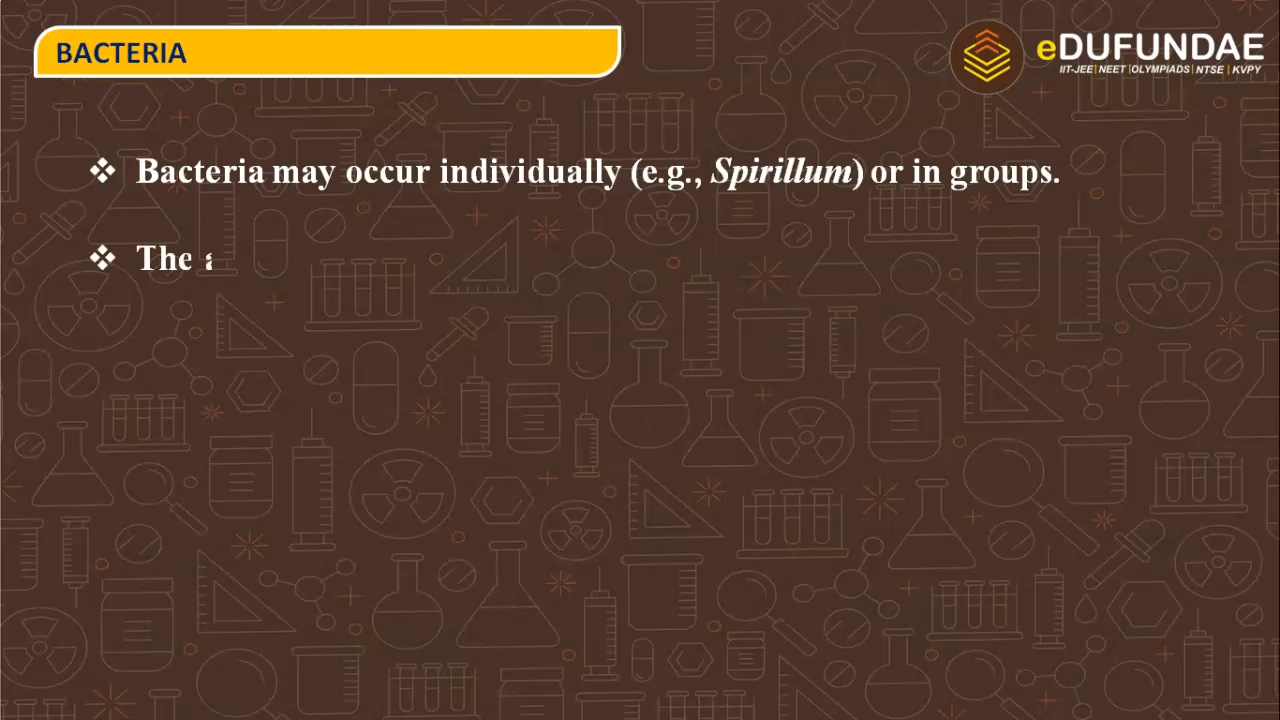 BACTERIA
eDUFUNDAE
IIT-JEE|NEET|OLYMPIADS|NTSE|KVPY
❖ Bacteria may occur individually (e.g., Spirillum) or in groups.
❖ The